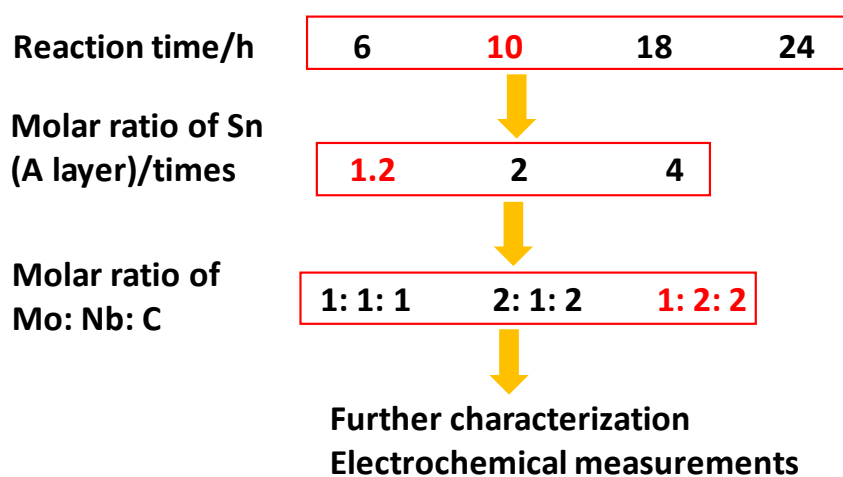 Reaction time/h 6 10 18 24
Molar ratio of Sn
(A layer)/times 1.2 2 4
Molar ratio of
Mo: Nb: C 1: 1: 1 2: 1: 2 1: 2: 2
Further characterization
Electrochemical measurements